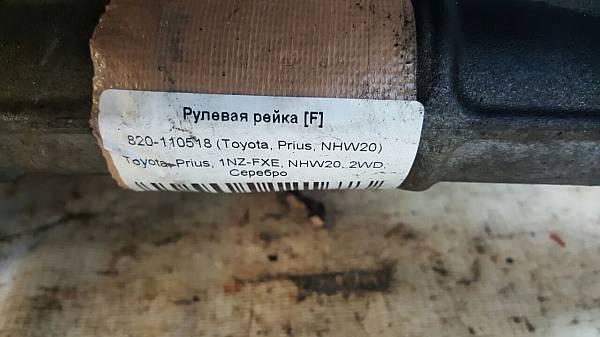 Рулевая рейка [F]
820-110518 (Toyota, Prius, NHW20)
Toyota, Prius, 1NZ-FXE, NHW20, 2WD,
Серебро